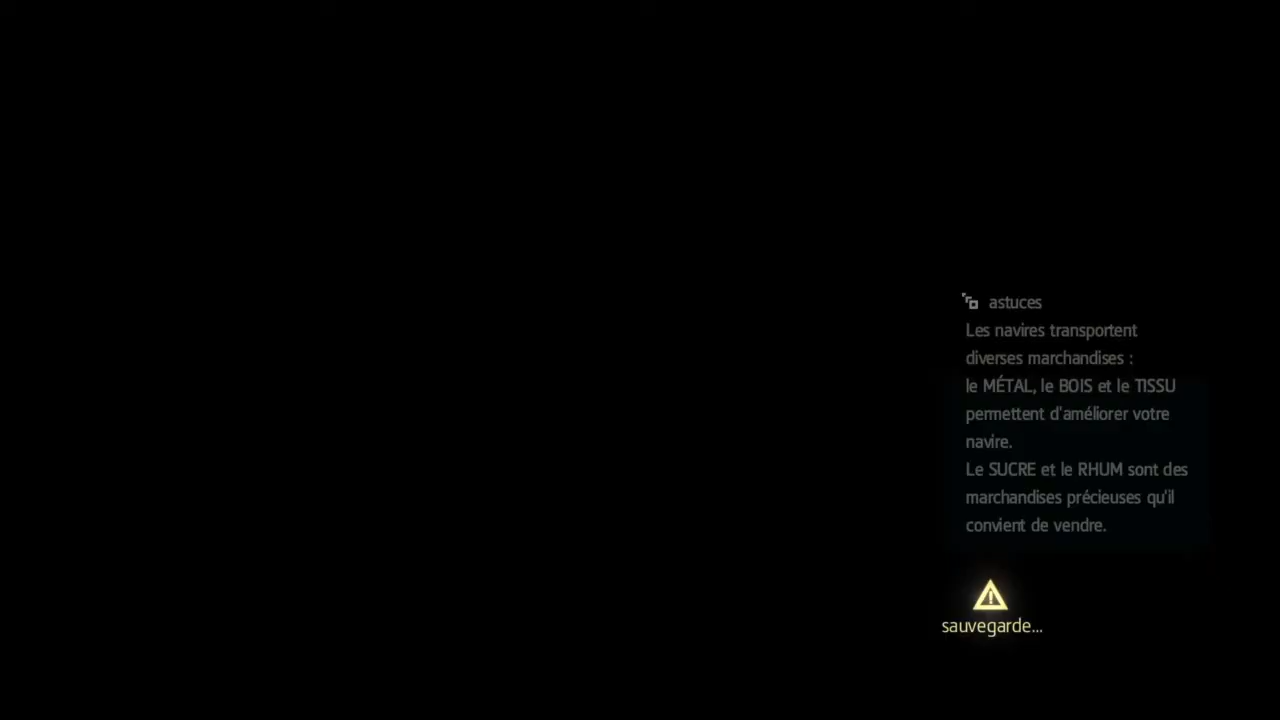 astuces
Les navires transportent
diverses marchandises :
le MÉTAL, le BOIS et le TISSU
permettent d'améliorer votre
navire.
Le SUCRE et le RHUM sont des
marchandises précieuses qu'il
convient de vendre.
sauvegarde...